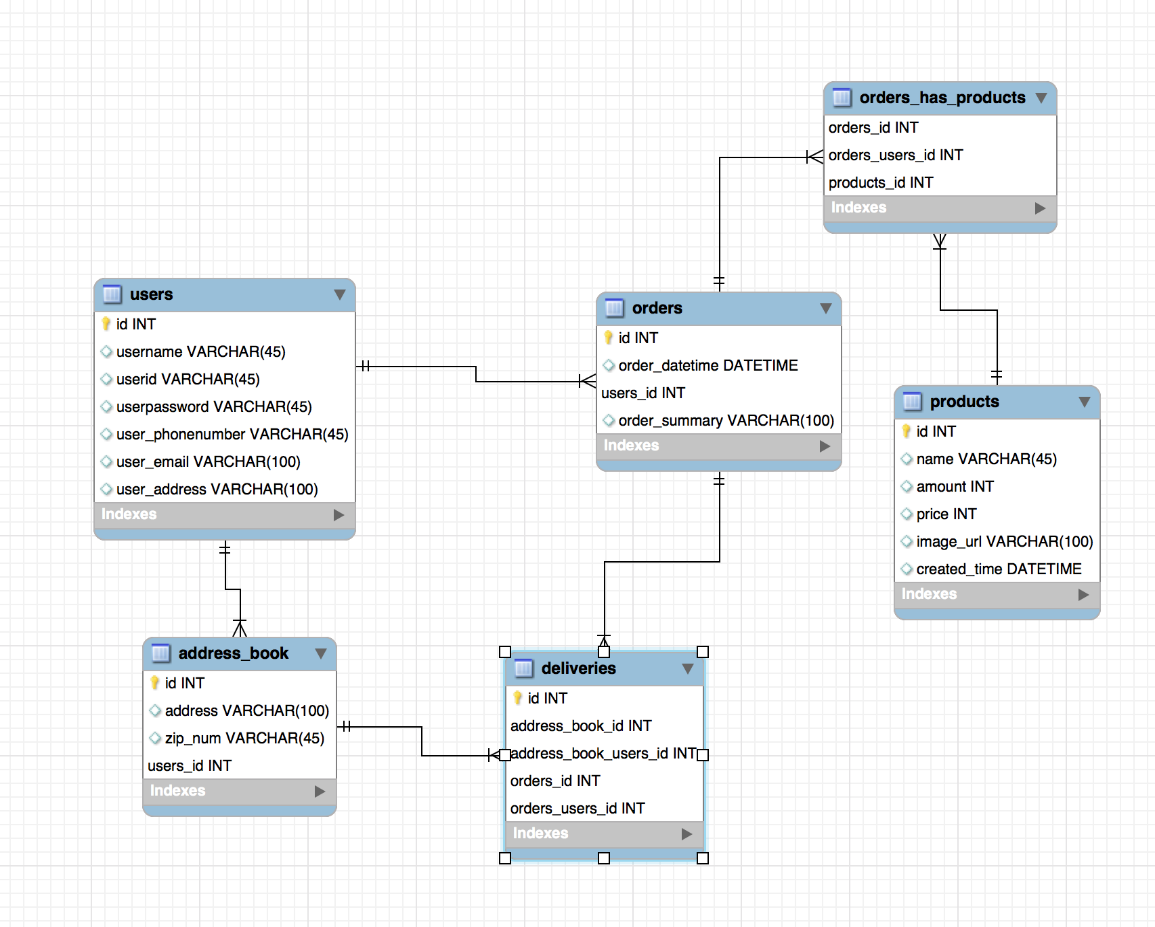 orders_has_products
orders_id INT
orders_users_id INT
products_id INT
Indexes
users
id INT
username VARCHAR(45)
userid VARCHAR(45)
userpassword VARCHAR(45)
user_phonenumber VARCHAR(45)
user_email VARCHAR(100)
user_address VARCHAR(100)
Indexes
orders
id INT
order_datetime DATETIME
users_id INT
order_summary VARCHAR(100)
Indexes
products
id INT
name VARCHAR(45)
amount INT
price INT
image_url VARCHAR(100)
created_time DATETIME
Indexes
address_book
id INT
address VARCHAR(100)
zip_num VARCHAR(45)
users_id INT
Indexes
deliveries
id INT
address_book_id INT
address_book_users_id INT
orders_id INT
orders_users_id INT
Indexes